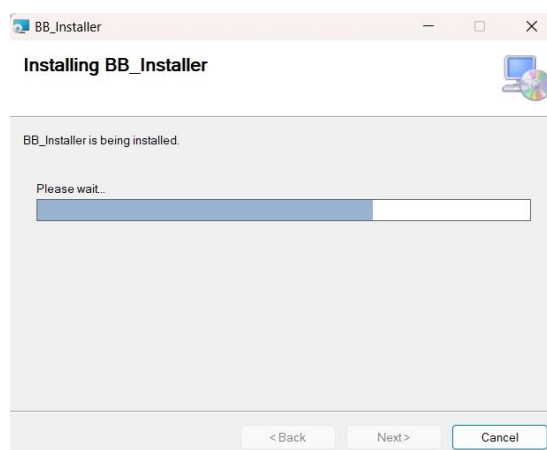 BB_Installer
Installing BB_Installer
BB_Installer is being installed.
Please wait...
< Back Next > Cancel